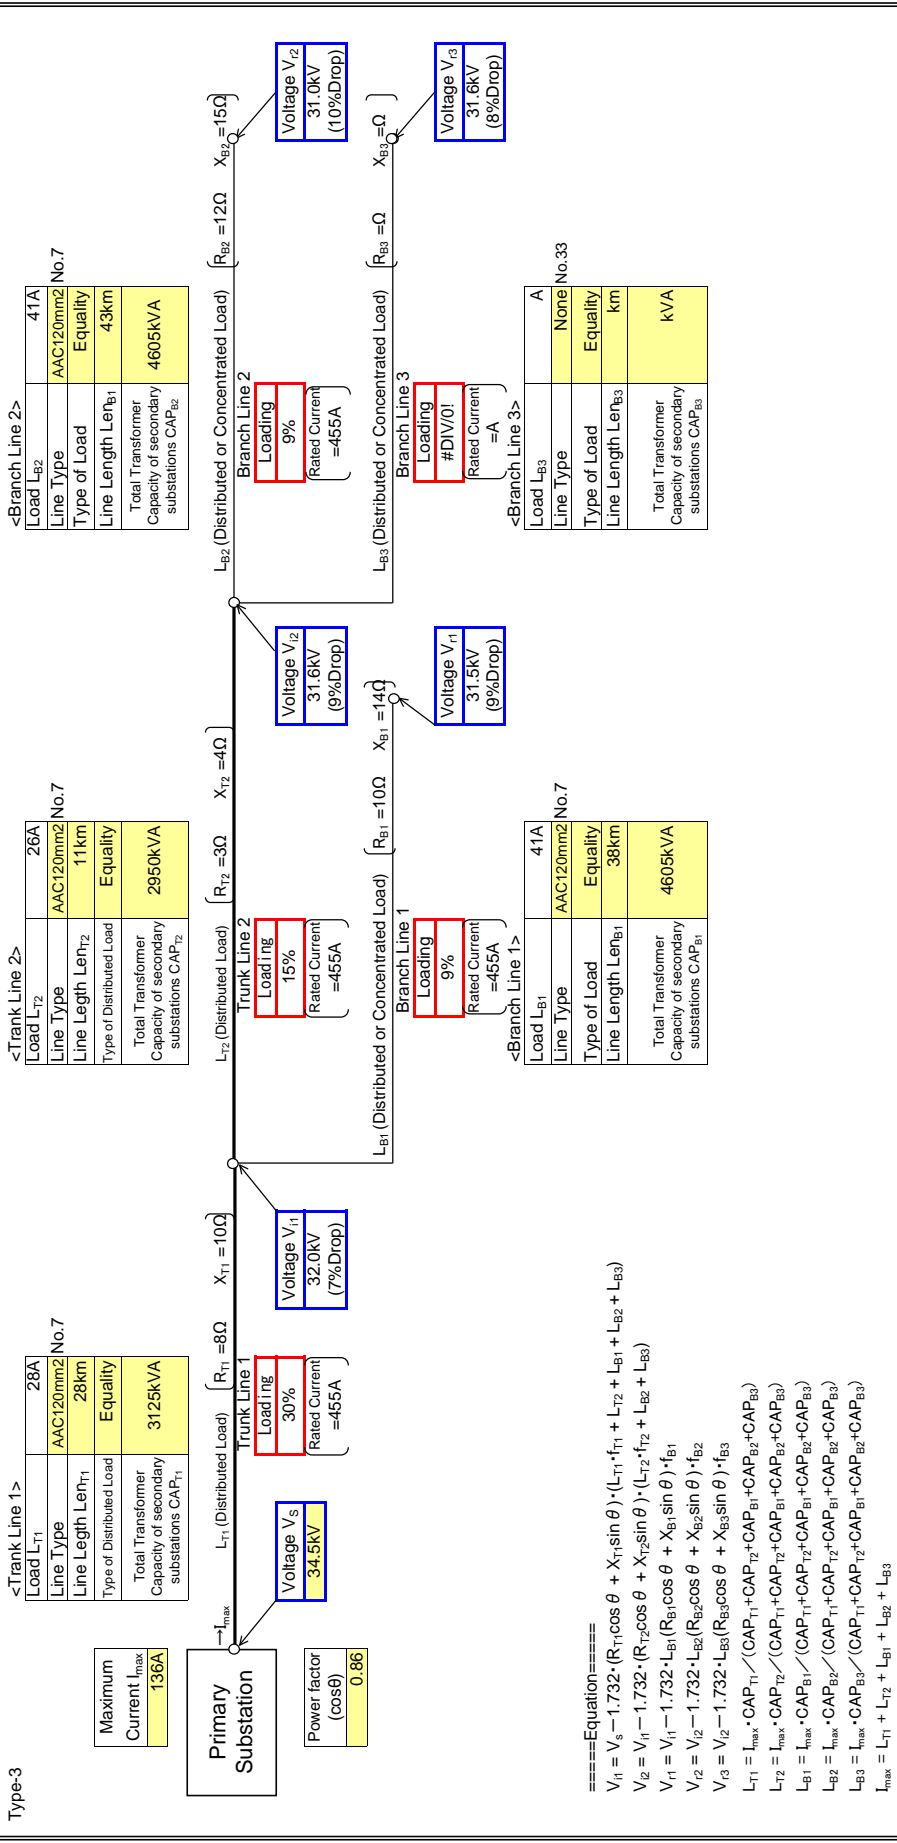 Type-3
Maximum
Current Imax
136A
Primary
Substation
Power factor
(cosθ)
0.86
→Imax
Voltage VS
34.5kV
<Trank Line 1>
Load LT1 28A
Line Type AAC120mm2 No.7
Line Legth LenT1 28km
Type of Distributed Load Equality
Total Transformer
Capacity of secondary
substations CAPT1
3125kVA
LT1 (Distributed Load) RT1 =8Ω XT1 =10Ω
Trunk Line 1
Loading
30%
Rated Current
=455A
Voltage Vi1
32.0kV
(7%Drop)
<Trank Line 2>
Load LT2 26A
Line Type AAC120mm2 No.7
Line Legth LenT2 11km
Type of Distributed Load Equality
Total Transformer
Capacity of secondary
substations CAPT2
2950kVA
LT2 (Distributed Load) RT2 =3Ω XT2 =4Ω
Trunk Line 2
Loading
15%
Rated Current
=455A
Voltage Vi2
31.6kV
(9%Drop)
LB1 (Distributed or Concentrated Load) RB1 =10Ω XB1 =14Ω
Branch Line 1
Loading
9%
Rated Current
=455A
Voltage Vr1
31.5kV
(9%Drop)
<Branch Line 1>
Load LB1 41A
Line Type AAC120mm2 No.7
Type of Load Equality
Line Length LenB1 38km
Total Transformer
Capacity of secondary
substations CAPB1
4605kVA
<Branch Line 2>
Load LB2 41A
Line Type AAC120mm2 No.7
Type of Load Equality
Line Length LenB1 43km
Total Transformer
Capacity of secondary
substations CAPB2
4605kVA
LB2 (Distributed or Concentrated Load) RB2 =12Ω XB2 =15Ω
Branch Line 2
Loading
9%
Rated Current
=455A
Voltage Vr2
31.0kV
(10%Drop)
LB3 (Distributed or Concentrated Load) RB3 =Ω XB3 =Ω
Branch Line 3
Loading
#DIV/0!
Rated Current
=A
Voltage Vr3
31.6kV
(8%Drop)
<Branch Line 3>
Load LB3 A
Line Type None No.33
Type of Load Equality
Line Length LenB3 km
Total Transformer
Capacity of secondary
substations CAPB3
kVA
=====Equation=====
Vi1 = Vs－1.732・(RT1cos θ + XT1sin θ)・(LT1・fT1 + LT2 + LB1 + LB2 + LB3)
Vi2 = Vi1－1.732・(RT2cos θ + XT2sin θ)・(LT2・fT2 + LB2 + LB3)
Vr1 = Vi1－1.732・LB1(RB1cos θ + XB1sin θ)・fB1
Vr2 = Vi2－1.732・LB2(RB2cos θ + XB2sin θ)・fB2
Vr3 = Vi2－1.732・LB3(RB3cos θ + XB3sin θ)・fB3
LT1 = Imax・CAPT1／(CAPT1+CAPT2+CAPB1+CAPB2+CAPB3)
LT2 = Imax・CAPT2／(CAPT1+CAPT2+CAPB1+CAPB2+CAPB3)
LB1 = Imax・CAPB1／(CAPT1+CAPT2+CAPB1+CAPB2+CAPB3)
LB2 = Imax・CAPB2／(CAPT1+CAPT2+CAPB1+CAPB2+CAPB3)
LB3 = Imax・CAPB3／(CAPT1+CAPT2+CAPB1+CAPB2+CAPB3)
Imax = LT1 + LT2 + LB1 + LB2 + LB3